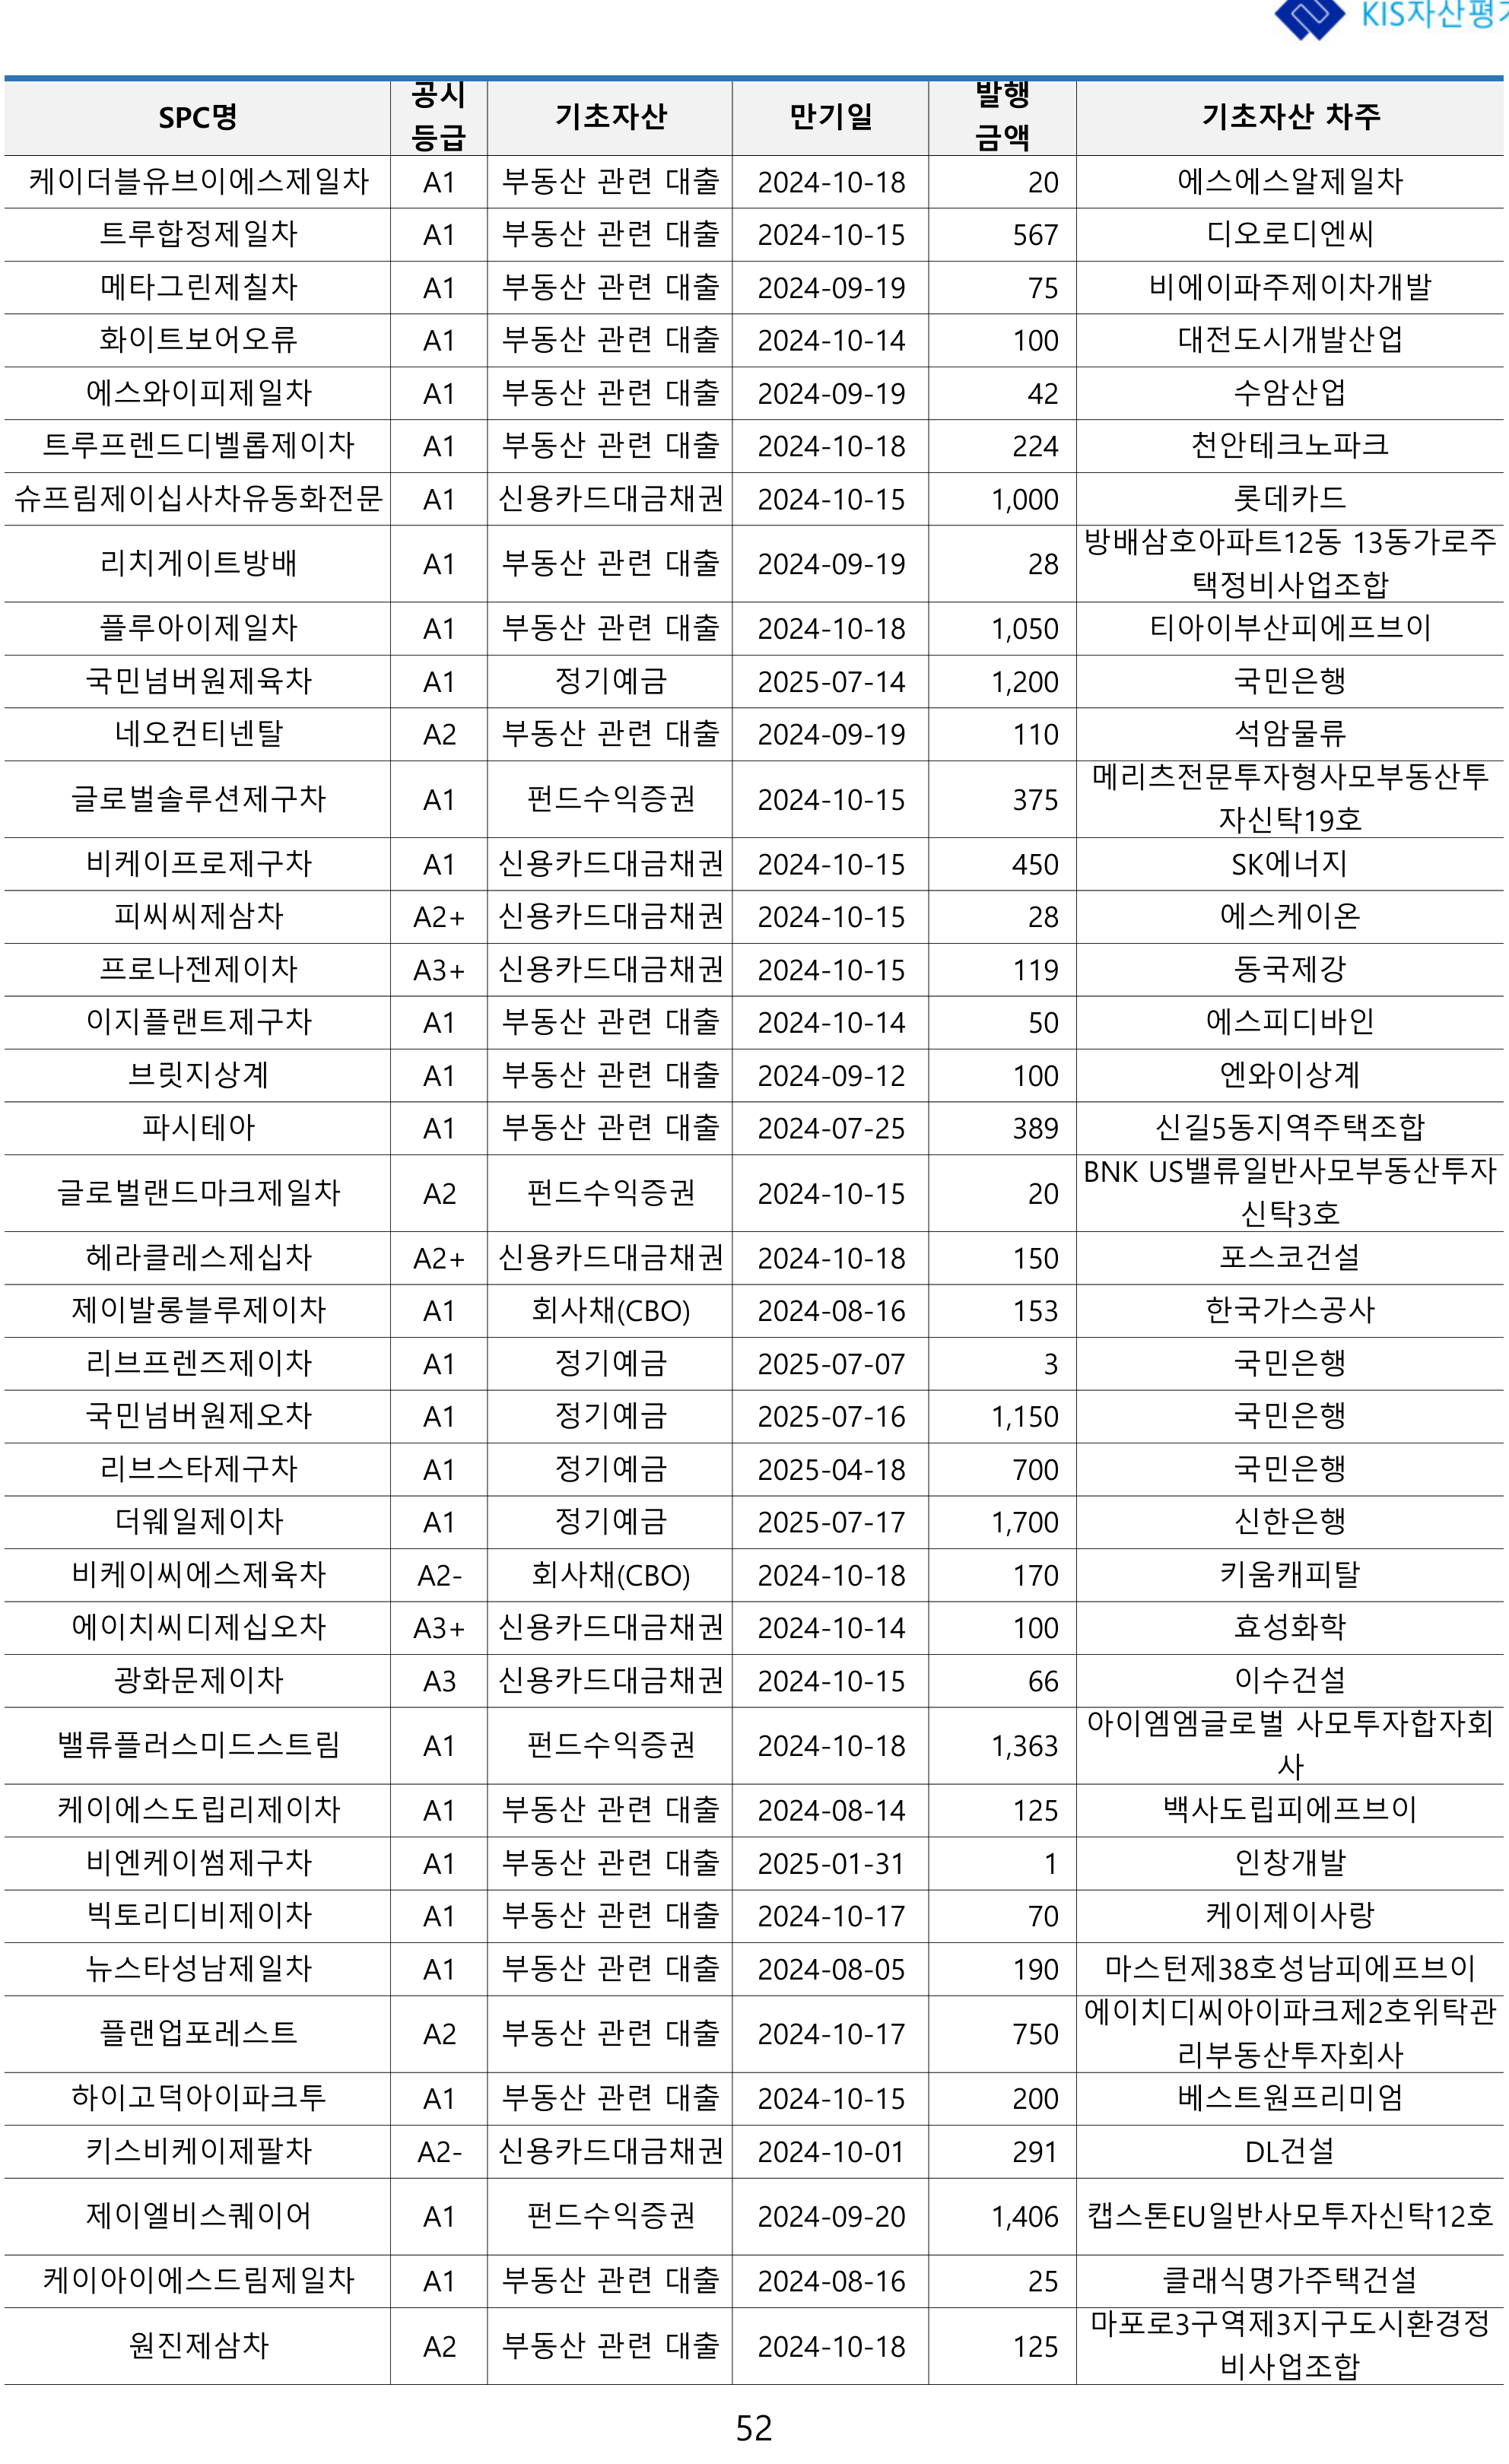 KIS자산평가
SPC명 공시등급 기초자산 만기일 발행금액 기초자산 차주
케이더블유브이에스제일차 A1 부동산 관련 대출 2024-10-18 20 에스에스알제일차
트루합정제일차 A1 부동산 관련 대출 2024-10-15 567 디오로디엔씨
메타그린제칠차 A1 부동산 관련 대출 2024-09-19 75 비에이파주제이차개발
화이트보어오류 A1 부동산 관련 대출 2024-10-14 100 대전도시개발산업
에스와이피제일차 A1 부동산 관련 대출 2024-09-19 42 수암산업
트루프렌드디벨롭제이차 A1 부동산 관련 대출 2024-10-18 224 천안테크노파크
슈프림제이십사차유동화전문 A1 신용카드대금채권 2024-10-15 1,000 롯데카드
리치게이트방배 A1 부동산 관련 대출 2024-09-19 28 방배삼호아파트12동 13동가로주
택정비사업조합
플루아이제일차 A1 부동산 관련 대출 2024-10-18 1,050 티아이부산피에프브이
국민넘버원제육차 A1 정기예금 2025-07-14 1,200 국민은행
네오컨티넨탈 A2 부동산 관련 대출 2024-09-19 110 석암물류
글로벌솔루션제구차 A1 펀드수익증권 2024-10-15 375 메리츠전문투자형사모부동산투
자신탁19호
비케이프로제구차 A1 신용카드대금채권 2024-10-15 450 SK에너지
피씨씨제삼차 A2+ 신용카드대금채권 2024-10-15 28 에스케이온
프로나젠제이차 A3+ 신용카드대금채권 2024-10-15 119 동국제강
이지플랜트제구차 A1 부동산 관련 대출 2024-10-14 50 에스피디바인
브릿지상계 A1 부동산 관련 대출 2024-09-12 100 엔와이상계
파시테아 A1 부동산 관련 대출 2024-07-25 389 신길5동지역주택조합
글로벌랜드마크제일차 A2 펀드수익증권 2024-10-15 20 BNK US밸류일반사모부동산투자
신탁3호
헤라클레스제십차 A2+ 신용카드대금채권 2024-10-18 150 포스코건설
제이발롱블루제이차 A1 회사채(CBO) 2024-08-16 153 한국가스공사
리브프렌즈제이차 A1 정기예금 2025-07-07 3 국민은행
국민넘버원제오차 A1 정기예금 2025-07-16 1,150 국민은행
리브스타제구차 A1 정기예금 2025-04-18 700 국민은행
더웨일제이차 A1 정기예금 2025-07-17 1,700 신한은행
비케이씨에스제육차 A2- 회사채(CBO) 2024-10-18 170 키움캐피탈
에이치씨디제십오차 A3+ 신용카드대금채권 2024-10-14 100 효성화학
광화문제이차 A3 신용카드대금채권 2024-10-15 66 이수건설
밸류플러스미드스트림 A1 펀드수익증권 2024-10-18 1,363 아이엠엠글로벌 사모투자합자회
사
케이에스도립리제이차 A1 부동산 관련 대출 2024-08-14 125 백사도립피에프브이
비엔케이썸제구차 A1 부동산 관련 대출 2025-01-31 1 인창개발
빅토리디비제이차 A1 부동산 관련 대출 2024-10-17 70 케이제이사랑
뉴스타성남제일차 A1 부동산 관련 대출 2024-08-05 190 마스턴제38호성남피에프브이
플랜업포레스트 A2 부동산 관련 대출 2024-10-17 750 에이치디씨아이파크제2호위탁관
리부동산투자회사
하이고덕아이파크투 A1 부동산 관련 대출 2024-10-15 200 베스트원프리미엄
키스비케이제팔차 A2- 신용카드대금채권 2024-10-01 291 DL건설
제이엘비스퀘이어 A1 펀드수익증권 2024-09-20 1,406 캡스톤EU일반사모투자신탁12호
케이아이에스드림제일차 A1 부동산 관련 대출 2024-08-16 25 클래식명가주택건설
원진제삼차 A2 부동산 관련 대출 2024-10-18 125 마포로3구역제3지구도시환경정
비사업조합
52